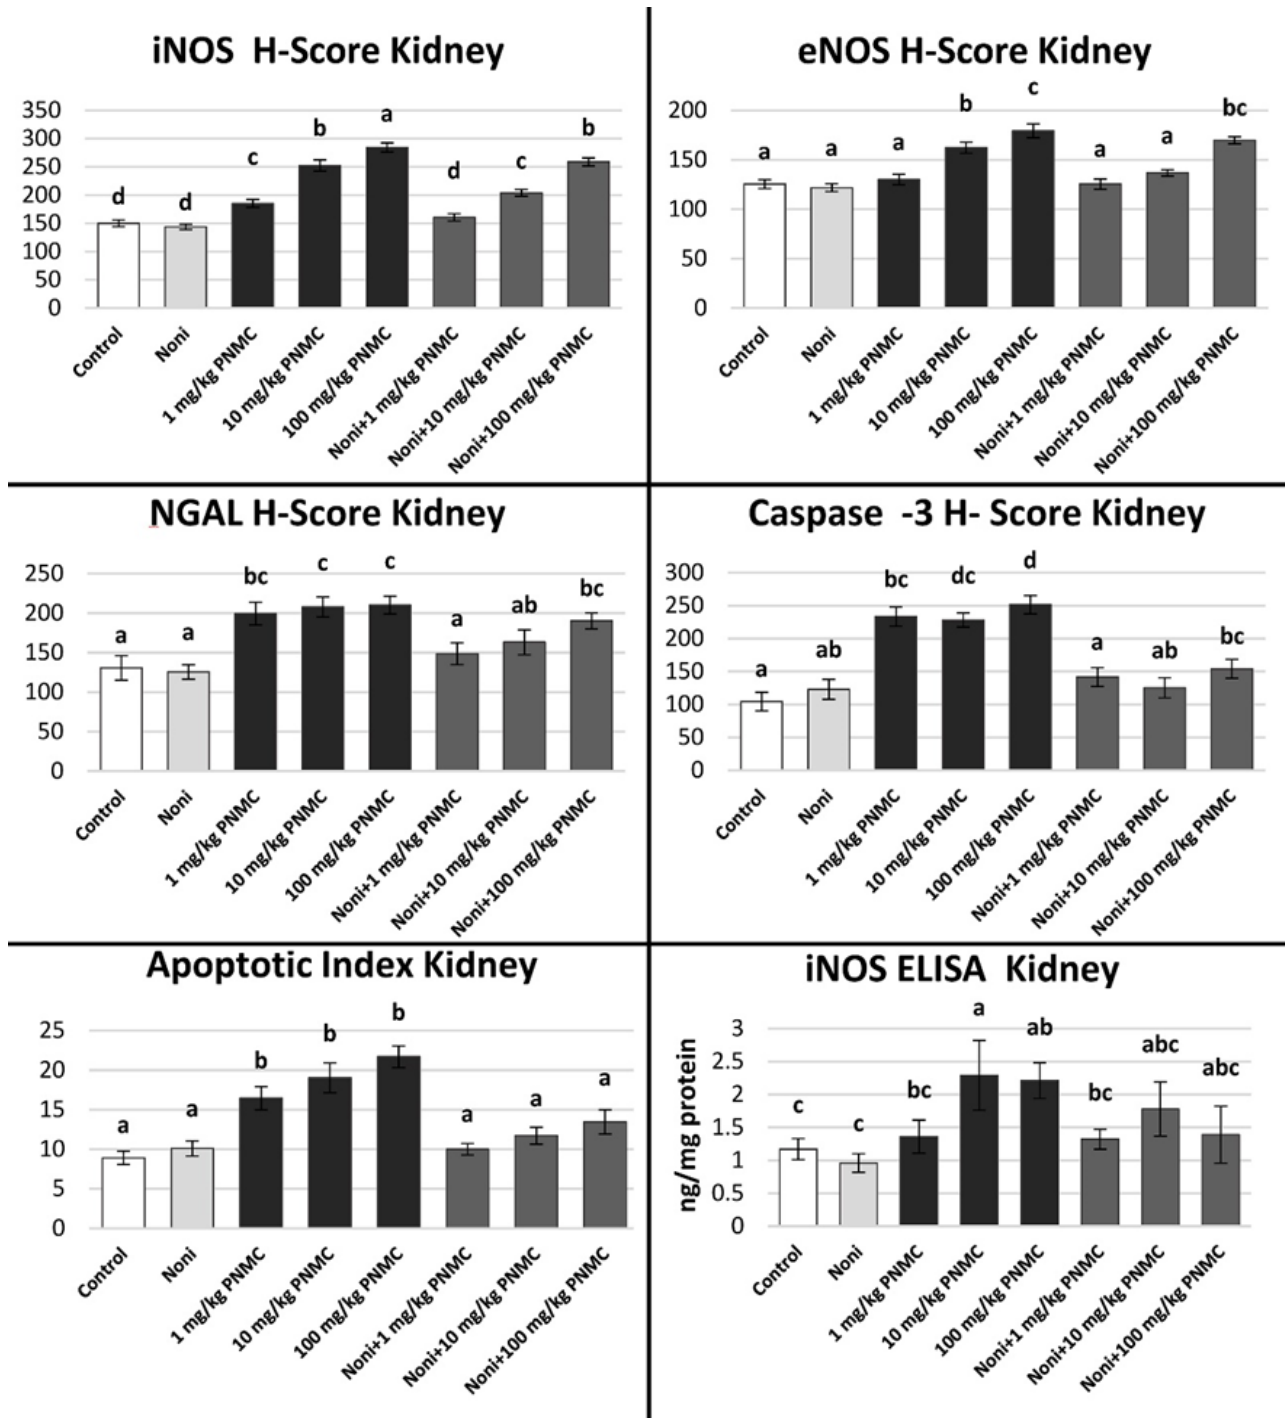 iNOS  H-Score Kidney
350
300
250
200
150
100
50
0
d
d
c
b
a
d
c
b
Control
Noni
1 mg/kg PNMC
10 mg/kg PNMC
100 mg/kg PNMC
Noni+1 mg/kg PNMC
Noni+10 mg/kg PNMC
Noni+100 mg/kg PNMC
eNOS H-Score Kidney
200
150
100
50
0
a
a
a
b
c
a
a
bc
Control
Noni
1 mg/kg PNMC
10 mg/kg PNMC
100 mg/kg PNMC
Noni+1 mg/kg PNMC
Noni+10 mg/kg PNMC
Noni+100 mg/kg PNMC
NGAL H-Score Kidney
250
200
150
100
50
0
a
a
bc
c
c
a
ab
bc
Control
Noni
1 mg/kg PNMC
10 mg/kg PNMC
100 mg/kg PNMC
Noni+1 mg/kg PNMC
Noni+10 mg/kg PNMC
Noni+100 mg/kg PNMC
Caspase  -3 H- Score Kidney
300
250
200
150
100
50
0
a
ab
bc
dc
d
a
ab
bc
Control
Noni
1 mg/kg PNMC
10 mg/kg PNMC
100 mg/kg PNMC
Noni+1 mg/kg PNMC
Noni+10 mg/kg PNMC
Noni+100 mg/kg PNMC
Apoptotic Index Kidney
25
20
15
10
5
0
a
a
b
b
b
a
a
a
Control
Noni
1 mg/kg PNMC
10 mg/kg PNMC
100 mg/kg PNMC
Noni+1 mg/kg PNMC
Noni+10 mg/kg PNMC
Noni+100 mg/kg PNMC
iNOS ELISA  Kidney
ng/mg protein
3
2.5
2
1.5
1
0.5
0
c
c
bc
a
ab
bc
abc
abc
Control
Noni
1 mg/kg PNMC
10 mg/kg PNMC
100 mg/kg PNMC
Noni+1 mg/kg PNMC
Noni+10 mg/kg PNMC
Noni+100 mg/kg PNMC